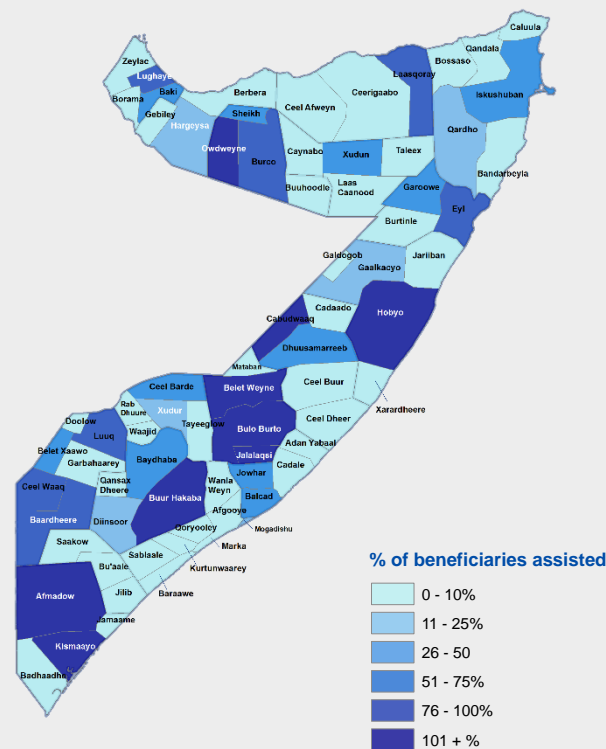 Caluula
Qandala
Bossaso
Zeylac
Lughaye
Laasqoray
Baki
Berbera
Ceerigaabo
Iskushuban
Borama
Ceel Afweyn
Gebiley
Sheikh
Hargeysa
Qardho
Owdweyne
Caynabo
Xudun
Taleex
Burco
Bandarbeyla
Laas
Caanood
Buuhoodle
Garoowe
Eyl
Burtinle
Galdogob
Jariiban
Gaalkacyo
Cadaado
Hobyo
Cabudwaaq
Dhuusamarreeb
Mataban
Ceel Barde
Belet Weyne
Ceel Buur
Xarardheere
Rab
Dhuure
Xudur
Ceel Dheer
Doolow
Waajid
Tayeeglow
Bulo Burto
Luuq
Adan Yabaal
Belet Xaawo
Jalalaqsi
Garbahaarey
Baydhaba
Cadale
Jowhar
Qansax
Dheere
Wanla
Weyn
Ceel Waaq
Buur Hakaba
Balcad
Afgooye
Baardheere
Diinsoor
Qoryooley
Mogadishu
Marka
Saakow
Sablaale
Kurtunwaarey
Bu'aale
Baraawe
Afmadow
Jilib
Jamaame
Kismaayo
Badhaadhe
% of beneficiaries assisted
0 - 10%
11 - 25%
26 - 50
51 - 75%
76 - 100%
101 + %